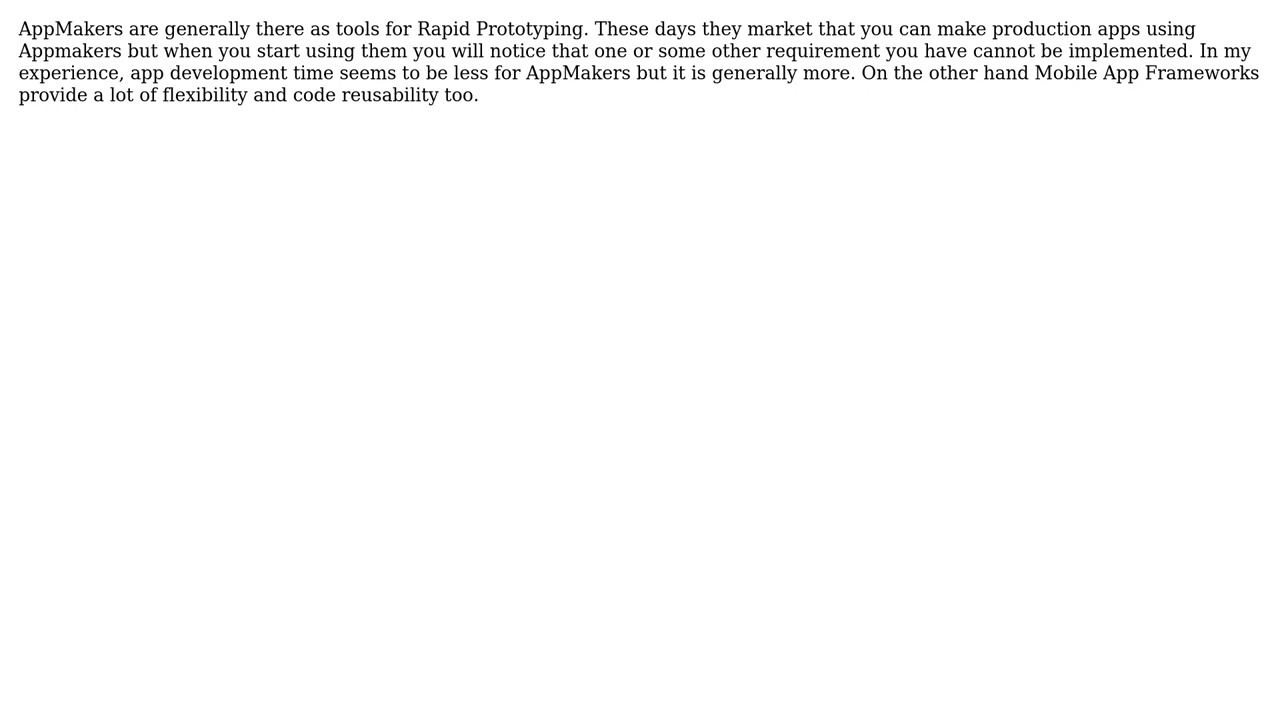 AppMakers are generally there as tools for Rapid Prototyping. These days they market that you can make production apps using
Appmakers but when you start using them you will notice that one or some other requirement you have cannot be implemented. In my
experience, app development time seems to be less for AppMakers but it is generally more. On the other hand Mobile App Frameworks
provide a lot of flexibility and code reusability too.